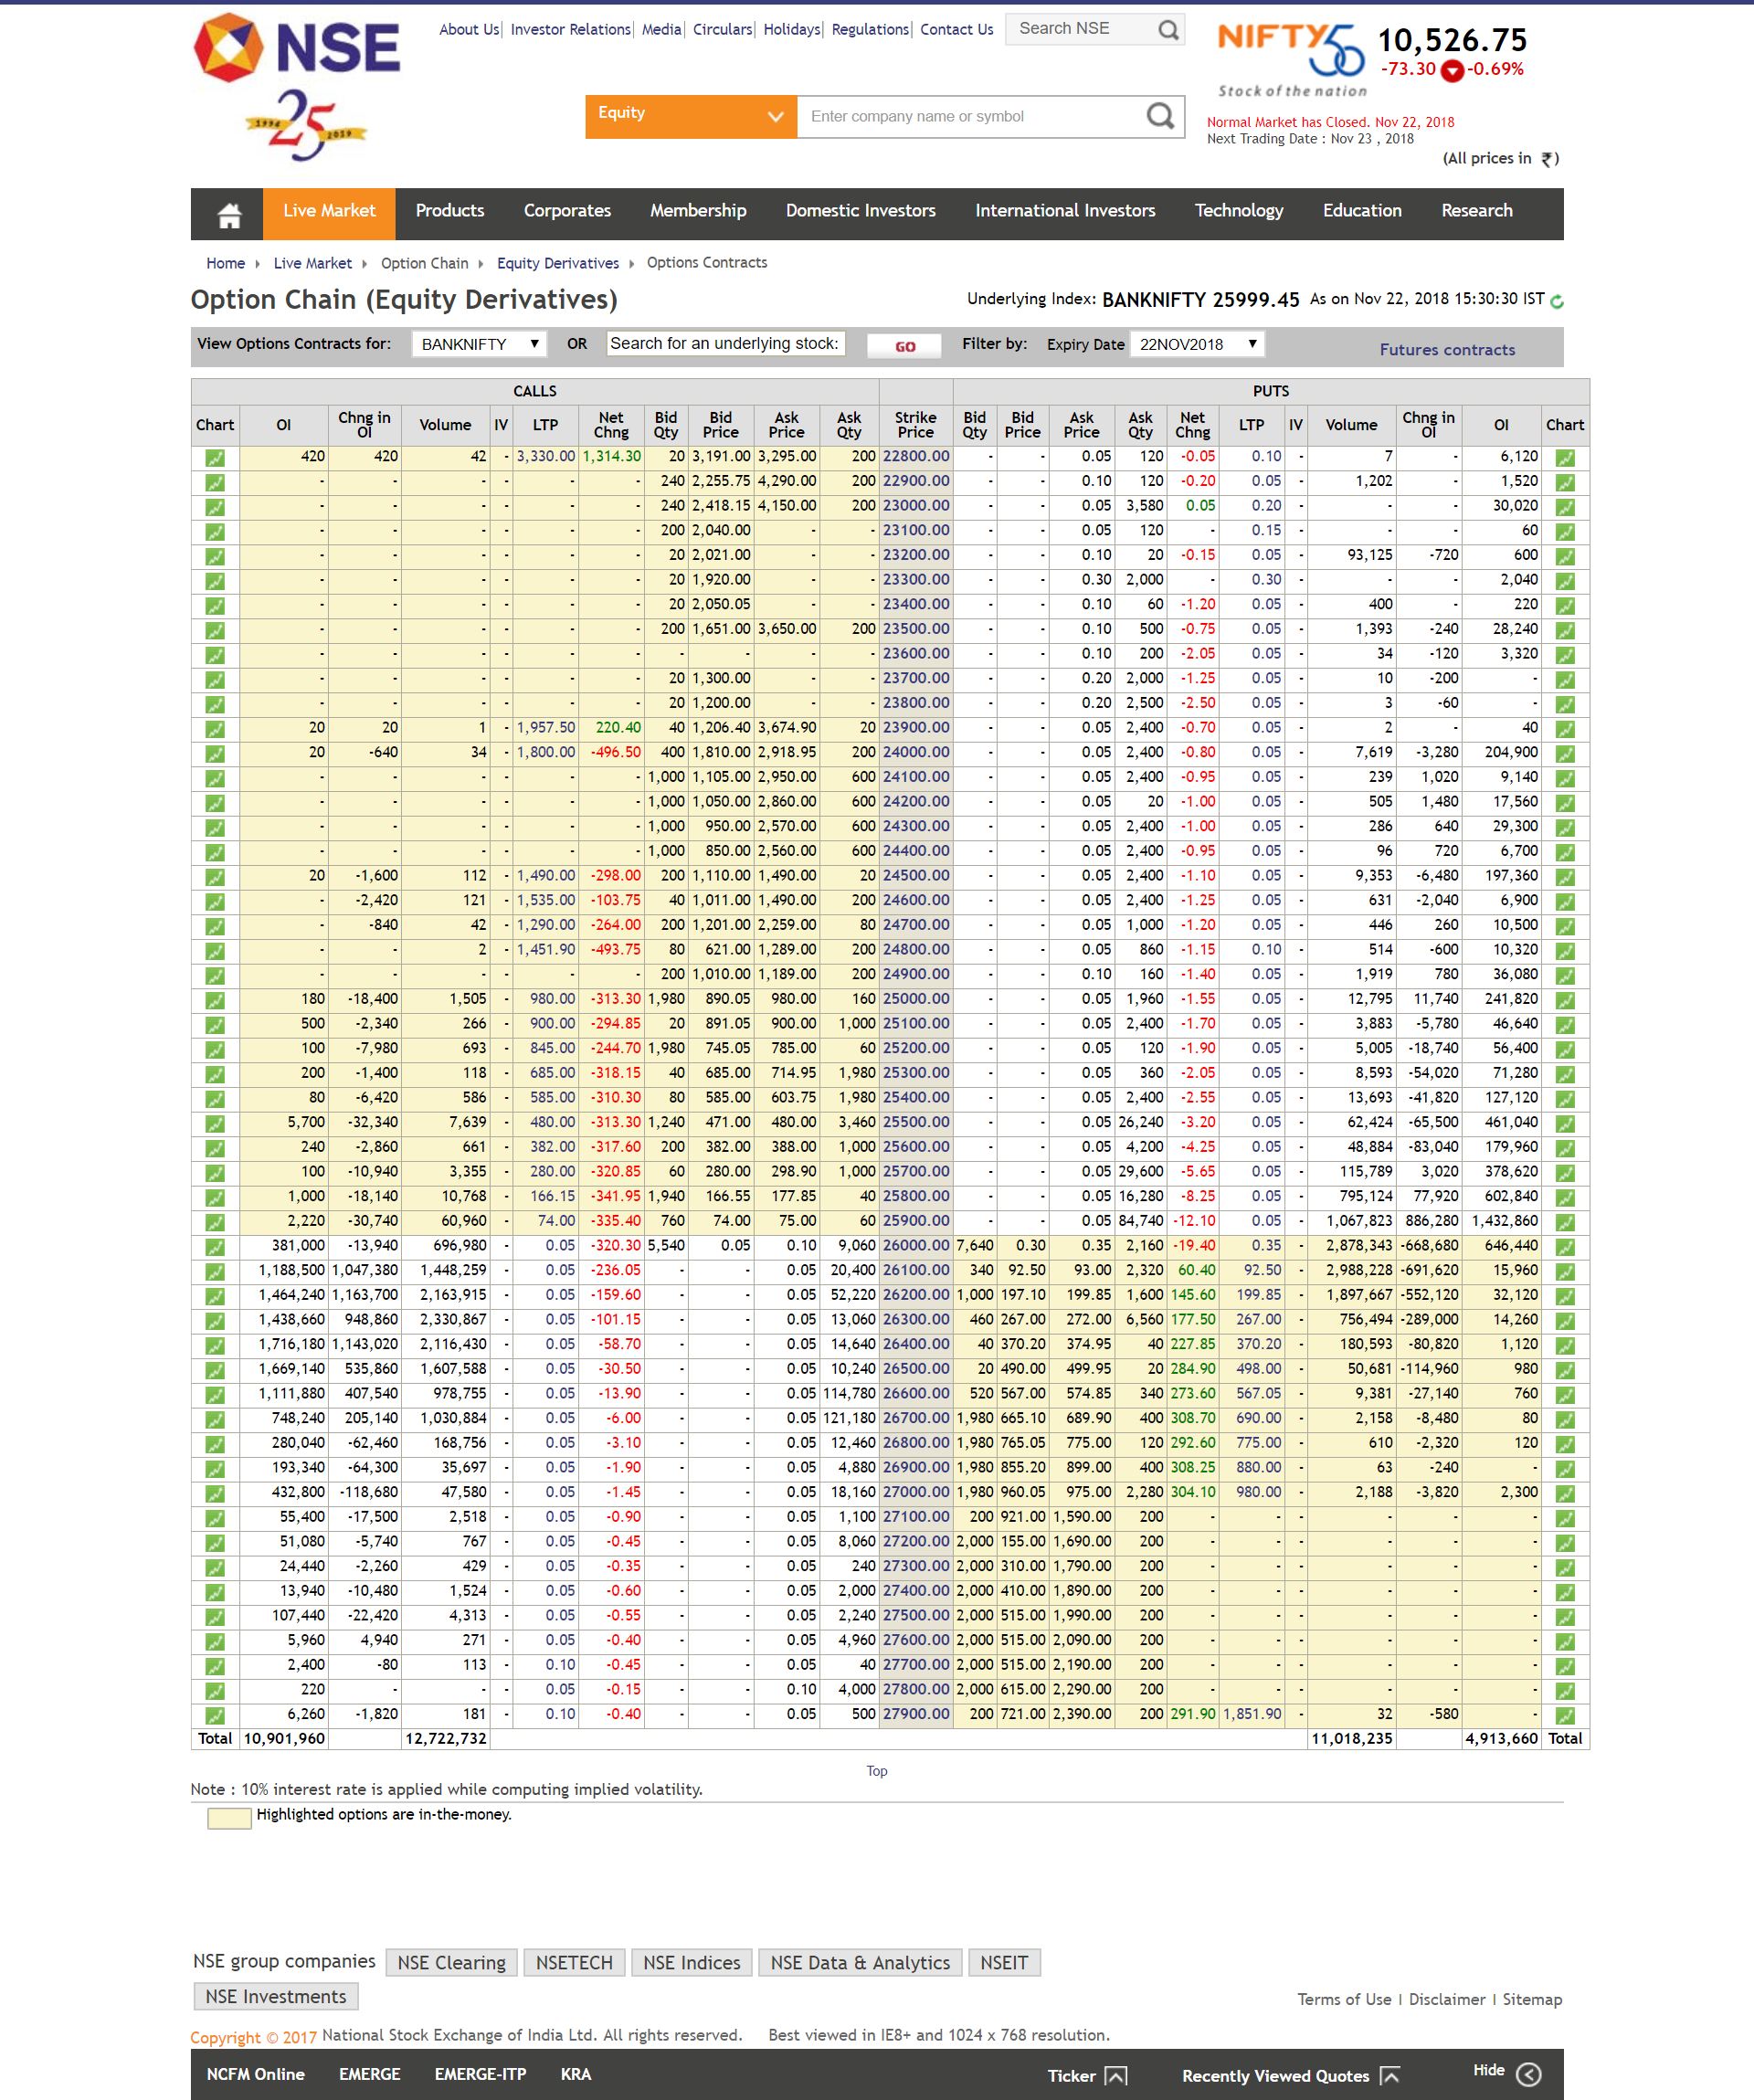 NSE
1994 25 2019
About Us| Investor Relations| Media| Circulars| Holidays| Regulations| Contact Us
Search NSE
Equity
Enter company name or symbol
NIFTY 50
Stock of the nation
10,526.75
-73.30 -0.69%
Normal Market has Closed. Nov 22, 2018
Next Trading Date : Nov 23 , 2018
(All prices in ₹)
Live Market Products Corporates Membership Domestic Investors International Investors Technology Education Research
Home Live Market Option Chain Equity Derivatives Options Contracts
Option Chain (Equity Derivatives)
Underlying Index: BANKNIFTY 25999.45 As on Nov 22, 2018 15:30:30 IST
View Options Contracts for: BANKNIFTY OR Search for an underlying stock: GO Filter by: Expiry Date 22NOV2018 Futures contracts
CALLS PUTS
Chart OI Chng in OI Volume IV LTP Net Chng Bid Qty Bid Price Ask Price Ask Qty Strike Price Bid Qty Bid Price Ask Price Ask Qty Net Chng LTP IV Volume Chng in OI OI Chart
420 420 42 - 3,330.00 1,314.30 20 3,191.00 3,295.00 200 22800.00 - - 0.05 120 -0.05 0.10 - 7 - 6,120
- - - - - - 240 2,255.75 4,290.00 200 22900.00 - - 0.10 120 -0.20 0.05 - 1,202 - 1,520
- - - - - - 240 2,418.15 4,150.00 200 23000.00 - - 0.05 3,580 0.05 0.20 - - - 30,020
- - - - - - 200 2,040.00 - - 23100.00 - - 0.05 120 - 0.15 - - - 60
- - - - - - 20 2,021.00 - - 23200.00 - - 0.10 20 -0.15 0.05 - 93,125 -720 600
- - - - - - 20 1,920.00 - - 23300.00 - - 0.30 2,000 - 0.30 - - - 2,040
- - - - - - 20 2,050.05 - - 23400.00 - - 0.10 60 -1.20 0.05 - 400 - 220
- - - - - - 200 1,651.00 3,650.00 200 23500.00 - - 0.10 500 -0.75 0.05 - 1,393 -240 28,240
- - - - - - - - - - 23600.00 - - 0.10 200 -2.05 0.05 - 34 -120 3,320
- - - - - - 20 1,300.00 - - 23700.00 - - 0.20 2,000 -1.25 0.05 - 10 -200 -
- - - - - - 20 1,200.00 - - 23800.00 - - 0.20 2,500 -2.50 0.05 - 3 -60 -
20 20 1 - 1,957.50 220.40 40 1,206.40 3,674.90 20 23900.00 - - 0.05 2,400 -0.70 0.05 - 2 - 40
20 -640 34 - 1,800.00 -496.50 400 1,810.00 2,918.95 200 24000.00 - - 0.05 2,400 -0.80 0.05 - 7,619 -3,280 204,900
- - - - - - 1,000 1,105.00 2,950.00 600 24100.00 - - 0.05 2,400 -0.95 0.05 - 239 1,020 9,140
- - - - - - 1,000 1,050.00 2,860.00 600 24200.00 - - 0.05 20 -1.00 0.05 - 505 1,480 17,560
- - - - - - 1,000 950.00 2,570.00 600 24300.00 - - 0.05 2,400 -1.00 0.05 - 286 640 29,300
- - - - - - 1,000 850.00 2,560.00 600 24400.00 - - 0.05 2,400 -0.95 0.05 - 96 720 6,700
20 -1,600 112 - 1,490.00 -298.00 200 1,110.00 1,490.00 20 24500.00 - - 0.05 2,400 -1.10 0.05 - 9,353 -6,480 197,360
- -2,420 121 - 1,535.00 -103.75 40 1,011.00 1,490.00 200 24600.00 - - 0.05 2,400 -1.25 0.05 - 631 -2,040 6,900
- -840 42 - 1,290.00 -264.00 200 1,201.00 2,259.00 80 24700.00 - - 0.05 1,000 -1.20 0.05 - 446 260 10,500
- - 2 - 1,451.90 -493.75 80 621.00 1,289.00 200 24800.00 - - 0.05 860 -1.15 0.10 - 514 -600 10,320
- - - - - - 200 1,010.00 1,189.00 200 24900.00 - - 0.10 160 -1.40 0.05 - 1,919 780 36,080
180 -18,400 1,505 - 980.00 -313.30 1,980 890.05 980.00 160 25000.00 - - 0.05 1,960 -1.55 0.05 - 12,795 11,740 241,820
500 -2,340 266 - 900.00 -294.85 20 891.05 900.00 1,000 25100.00 - - 0.05 2,400 -1.70 0.05 - 3,883 -5,780 46,640
100 -7,980 693 - 845.00 -244.70 1,980 745.05 785.00 60 25200.00 - - 0.05 120 -1.90 0.05 - 5,005 -18,740 56,400
200 -1,400 118 - 685.00 -318.15 40 685.00 714.95 1,980 25300.00 - - 0.05 360 -2.05 0.05 - 8,593 -54,020 71,280
80 -6,420 586 - 585.00 -310.30 80 585.00 603.75 1,980 25400.00 - - 0.05 2,400 -2.55 0.05 - 13,693 -41,820 127,120
5,700 -32,340 7,639 - 480.00 -313.30 1,240 471.00 480.00 3,460 25500.00 - - 0.05 26,240 -3.20 0.05 - 62,424 -65,500 461,040
240 -2,860 661 - 382.00 -317.60 200 382.00 388.00 1,000 25600.00 - - 0.05 4,200 -4.25 0.05 - 48,884 -83,040 179,960
100 -10,940 3,355 - 280.00 -320.85 60 280.00 298.90 1,000 25700.00 - - 0.05 29,600 -5.65 0.05 - 115,789 3,020 378,620
1,000 -18,140 10,768 - 166.15 -341.95 1,940 166.55 177.85 40 25800.00 - - 0.05 16,280 -8.25 0.05 - 795,124 77,920 602,840
2,220 -30,740 60,960 - 74.00 -335.40 760 74.00 75.00 60 25900.00 - - 0.05 84,740 -12.10 0.05 - 1,067,823 886,280 1,432,860
381,000 -13,940 696,980 - 0.05 -320.30 5,540 0.05 0.10 9,060 26000.00 7,640 0.30 0.35 2,160 -19.40 0.35 - 2,878,343 -668,680 646,440
1,188,500 1,047,380 1,448,259 - 0.05 -236.05 - - 0.05 20,400 26100.00 340 92.50 93.00 2,320 60.40 92.50 - 2,988,228 -691,620 15,960
1,464,240 1,163,700 2,163,915 - 0.05 -159.60 - - 0.05 52,220 26200.00 1,000 197.10 199.85 1,600 145.60 199.85 - 1,897,667 -552,120 32,120
1,438,660 948,860 2,330,867 - 0.05 -101.15 - - 0.05 13,060 26300.00 460 267.00 272.00 6,560 177.50 267.00 - 756,494 -289,000 14,260
1,716,180 1,143,020 2,116,430 - 0.05 -58.70 - - 0.05 14,640 26400.00 40 370.20 374.95 40 227.85 370.20 - 180,593 -80,820 1,120
1,669,140 535,860 1,607,588 - 0.05 -30.50 - - 0.05 10,240 26500.00 20 490.00 499.95 20 284.90 498.00 - 50,681 -114,960 980
1,111,880 407,540 978,755 - 0.05 -13.90 - - 0.05 114,780 26600.00 520 567.00 574.85 340 273.60 567.05 - 9,381 -27,140 760
748,240 205,140 1,030,884 - 0.05 -6.00 - - 0.05 121,180 26700.00 1,980 665.10 689.90 400 308.70 690.00 - 2,158 -8,480 80
280,040 -62,460 168,756 - 0.05 -3.10 - - 0.05 12,460 26800.00 1,980 765.05 775.00 120 292.60 775.00 - 610 -2,320 120
193,340 -64,300 35,697 - 0.05 -1.90 - - 0.05 4,880 26900.00 1,980 855.20 899.00 400 308.25 880.00 - 63 -240 -
432,800 -118,680 47,580 - 0.05 -1.45 - - 0.05 18,160 27000.00 1,980 960.05 975.00 2,280 304.10 980.00 - 2,188 -3,820 2,300
55,400 -17,500 2,518 - 0.05 -0.90 - - 0.05 1,100 27100.00 200 921.00 1,590.00 200 - - - - - -
51,080 -5,740 767 - 0.05 -0.45 - - 0.05 8,060 27200.00 2,000 155.00 1,690.00 200 - - - - - -
24,440 -2,260 429 - 0.05 -0.35 - - 0.05 240 27300.00 2,000 310.00 1,790.00 200 - - - - - -
13,940 -10,480 1,524 - 0.05 -0.60 - - 0.05 2,000 27400.00 2,000 410.00 1,890.00 200 - - - - - -
107,440 -22,420 4,313 - 0.05 -0.55 - - 0.05 2,240 27500.00 2,000 515.00 1,990.00 200 - - - - - -
5,960 4,940 271 - 0.05 -0.40 - - 0.05 4,960 27600.00 2,000 515.00 2,090.00 200 - - - - - -
2,400 -80 113 - 0.10 -0.45 - - 0.05 40 27700.00 2,000 515.00 2,190.00 200 - - - - - -
220 - - - 0.05 -0.15 - - 0.10 4,000 27800.00 2,000 615.00 2,290.00 200 - - - - - -
6,260 -1,820 181 - 0.10 -0.40 - - 0.05 500 27900.00 200 721.00 2,390.00 200 291.90 1,851.90 - 32 -580 -
Total 10,901,960 12,722,732 11,018,235 4,913,660 Total
Top
Note : 10% interest rate is applied while computing implied volatility.
Highlighted options are in-the-money.
NSE group companies NSE Clearing NSETECH NSE Indices NSE Data & Analytics NSEIT
NSE Investments
Terms of Use | Disclaimer | Sitemap
Copyright © 2017 National Stock Exchange of India Ltd. All rights reserved. Best viewed in IE8+ and 1024 x 768 resolution.
NCFM Online EMERGE EMERGE-ITP KRA Ticker Recently Viewed Quotes Hide